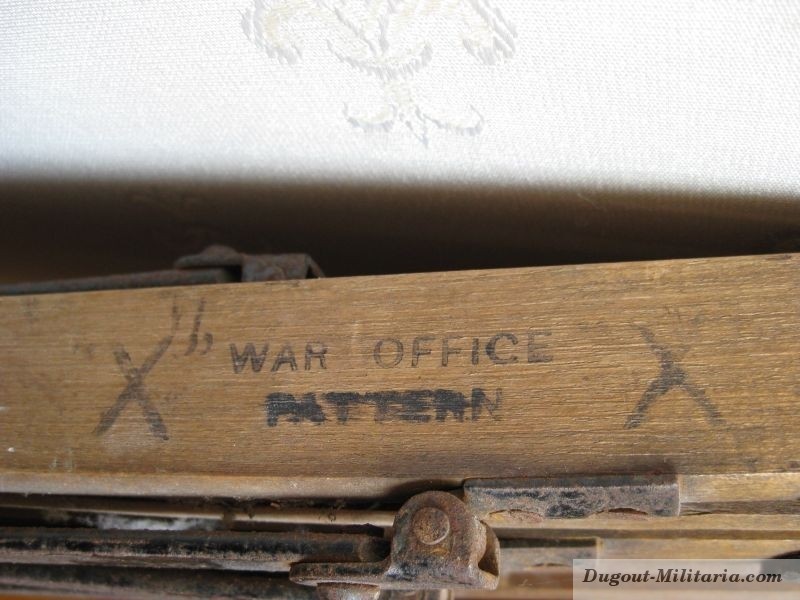 X " WAR OFFICE X
PATTERN
Dugout-Militaria.com